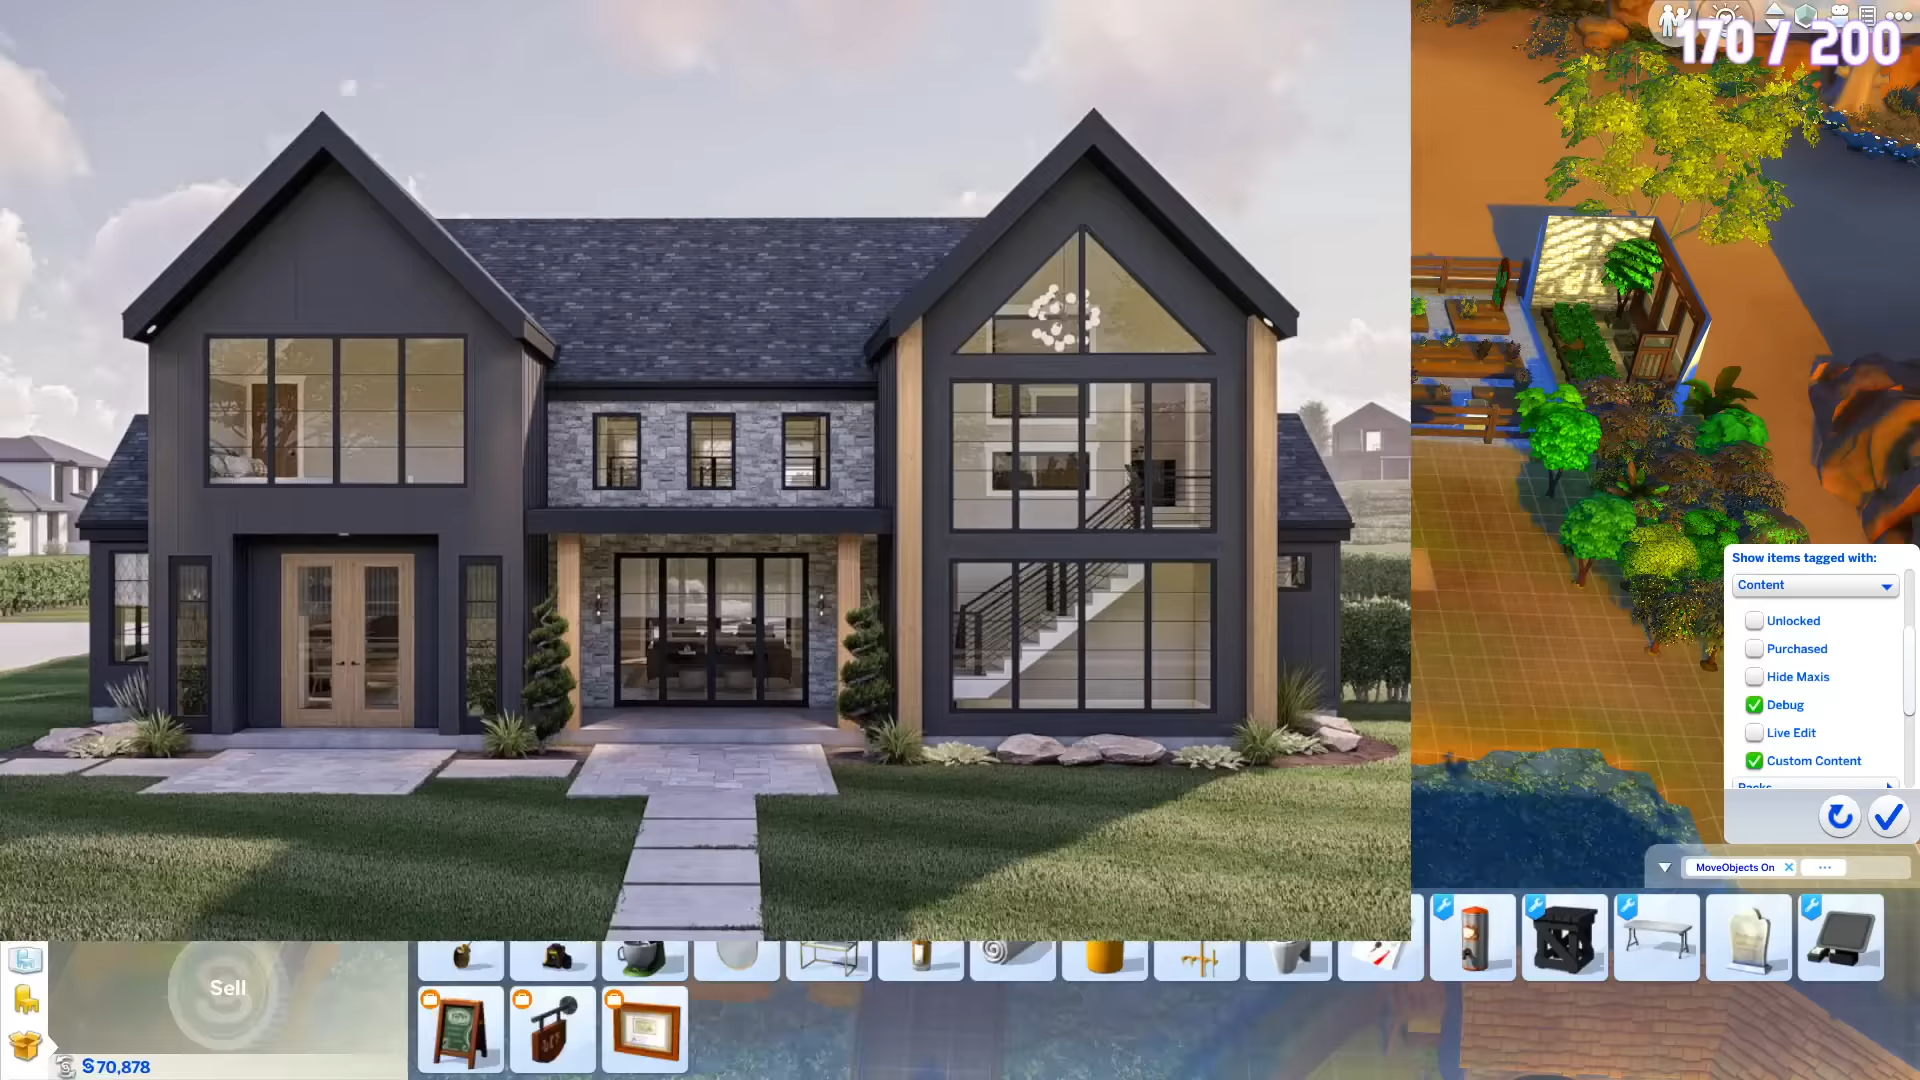 170 / 200
Show items tagged with:
Content
Unlocked
Purchased
Hide Maxis
Debug
Live Edit
Custom Content
Packs
MoveObjects On
Sell
$70,878